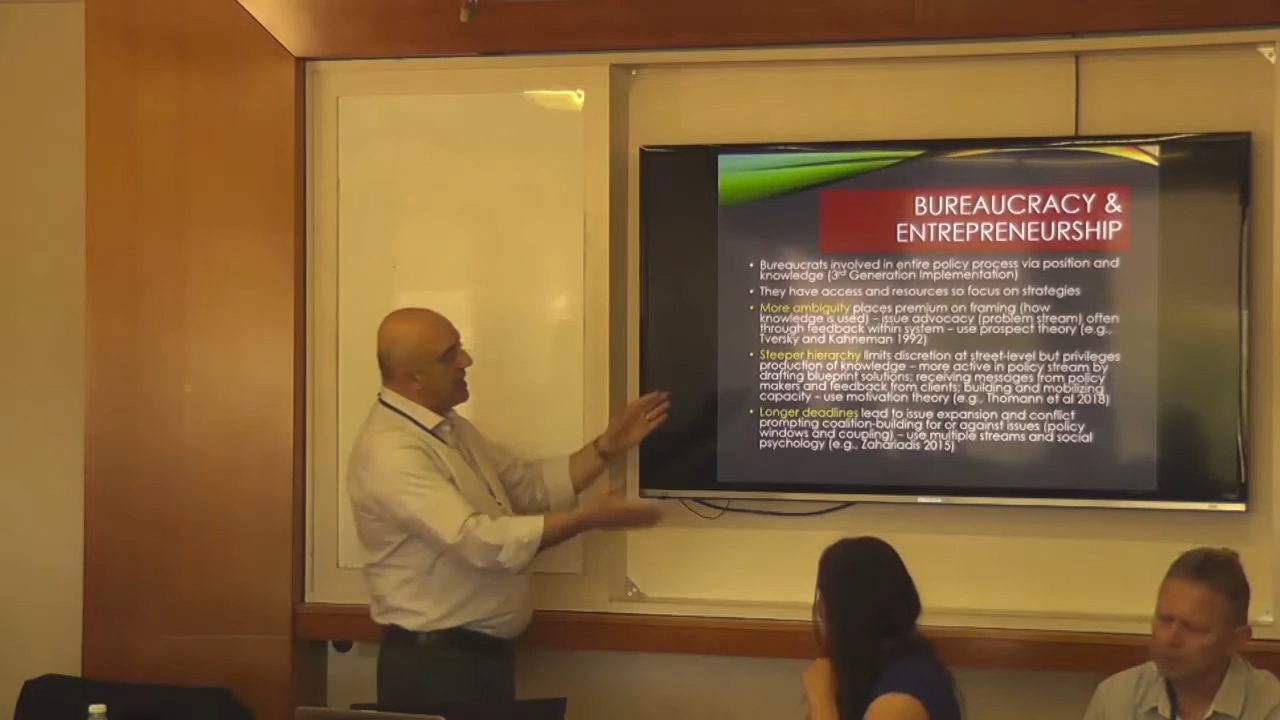 BUREAUCRACY &
ENTREPRENEURSHIP
• Bureaucrats involved in entire policy process via position and
knowledge (3rd Generation Implementation)
• They have access and resources so focus on strategies
• More ambiguity places premium on framing (how
knowledge is used) – issue advocacy (problem stream) often
through feedback within system – use prospect theory (e.g.,
Tversky and Kahneman 1992)
• Steeper hierarchy limits discretion at street-level but privileges
production of knowledge – more active in policy stream by
drafting blueprint solutions; receiving messages from policy
makers and feedback from clients; building and mobilizing
capacity – use motivation theory (e.g., Thomann et al 2018)
• Longer deadlines lead to issue expansion and conflict
prompting coalition-building for or against issues (policy
windows and coupling) – use multiple streams and social
psychology (e.g., Zahariadis 2015)